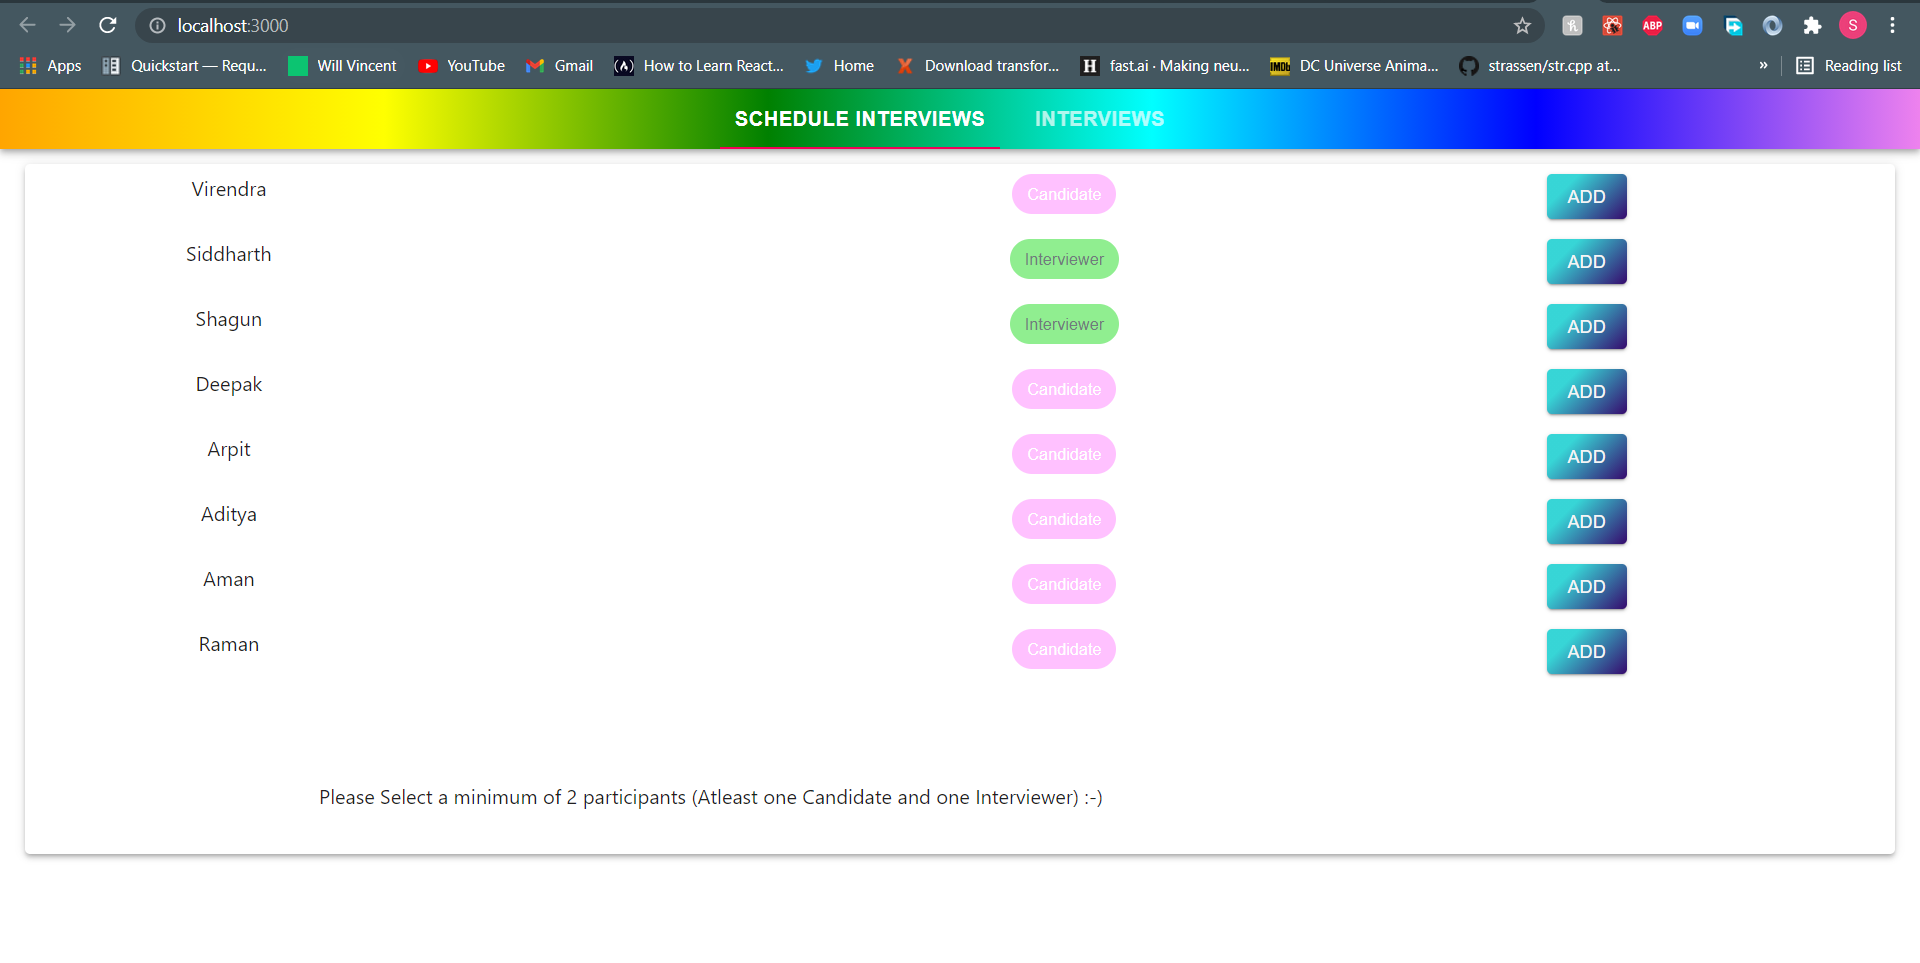 localhost:3000
ABP
S
Apps Quickstart — Requ... Will Vincent YouTube Gmail How to Learn React... Home Download transfor... H fast.ai · Making neu... IMDb DC Universe Anima... strassen/str.cpp at... » Reading list
SCHEDULE INTERVIEWS INTERVIEWS
Virendra Candidate ADD
Siddharth Interviewer ADD
Shagun Interviewer ADD
Deepak Candidate ADD
Arpit Candidate ADD
Aditya Candidate ADD
Aman Candidate ADD
Raman Candidate ADD
Please Select a minimum of 2 participants (Atleast one Candidate and one Interviewer) :-)